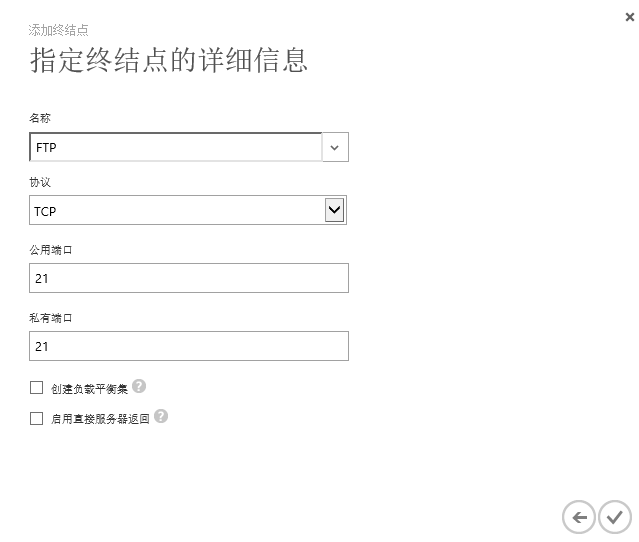 添加终结点
指定终结点的详细信息
名称
FTP
协议
TCP
公用端口
21
私有端口
21
创建负载平衡集 ?
启用直接服务器返回 ?